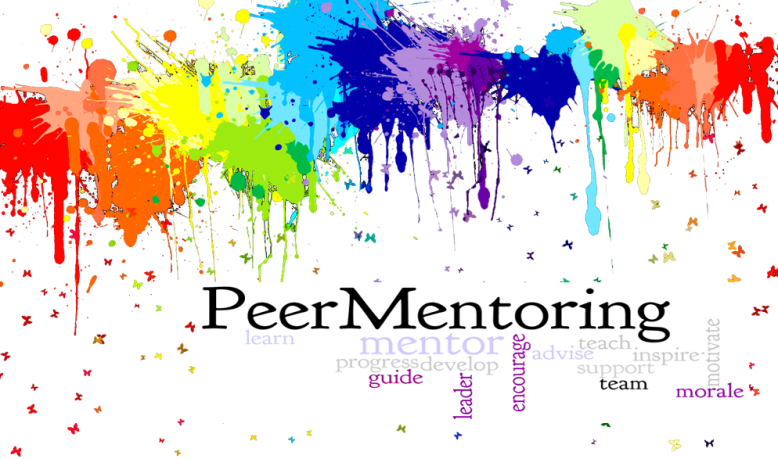 PeerMentoring
learn mentor encourage advise teach inspire motivate
progress develop support
guide leader team morale